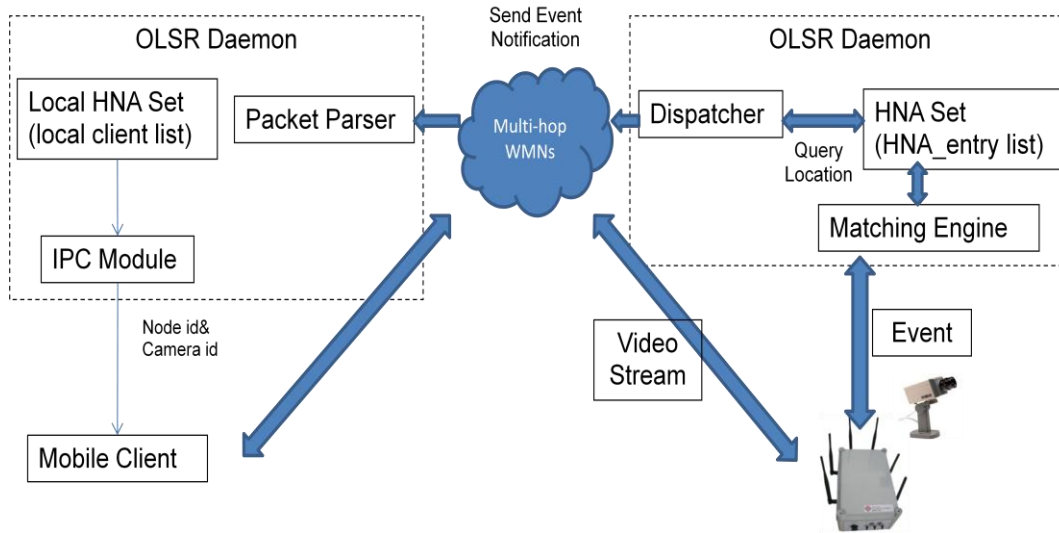 OLSR Daemon
Local HNA Set
(local client list)
Packet Parser
IPC Module
Node id&
Camera id
Mobile Client
Send Event
Notification
Multi-hop
WMNs
OLSR Daemon
Dispatcher
HNA Set
(HNA_entry list)
Query
Location
Matching Engine
Video
Stream
Event